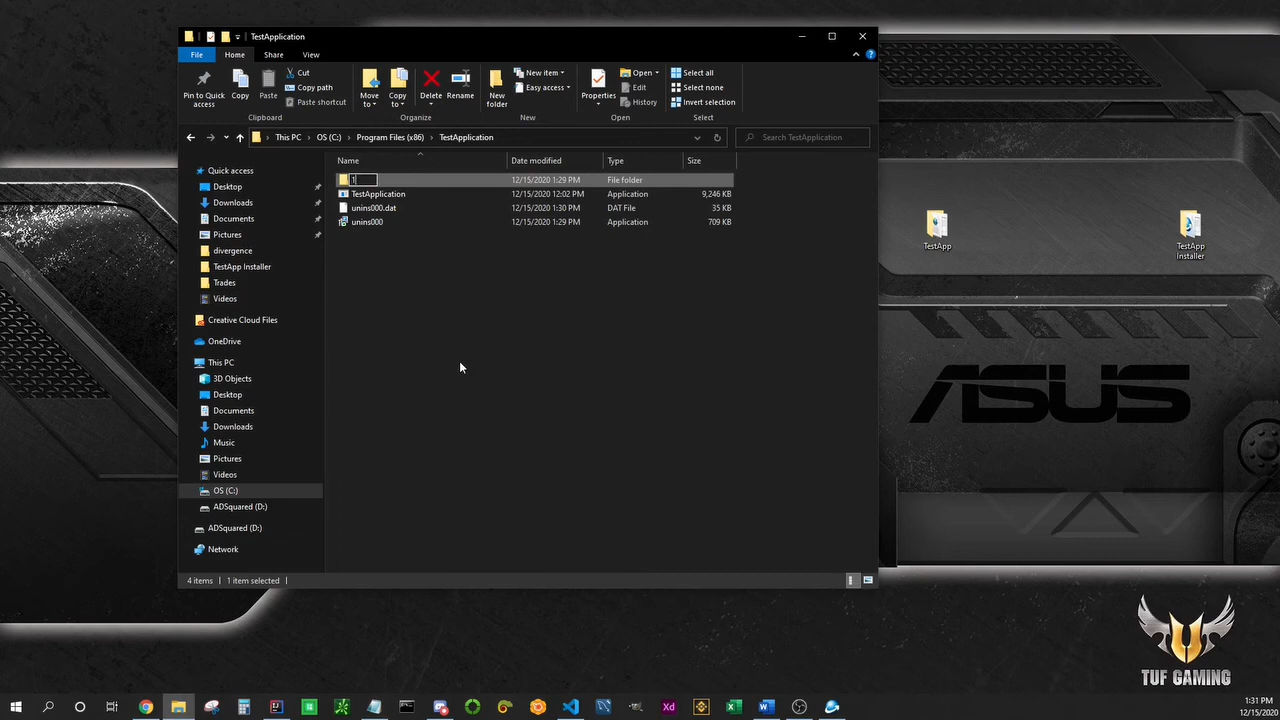 TestApplication
File Home Share View
Pin to Quick access
Copy
Paste
Cut
Copy path
Paste shortcut
Clipboard
Move to
Copy to
Delete
Rename
Organize
New folder
New item
Easy access
New
Properties
Open
Edit
History
Open
Select all
Select none
Invert selection
Select
This PC > OS (C:) > Program Files (x86) > TestApplication
Search TestApplication
Name Date modified Type Size
1 12/15/2020 1:29 PM File folder
TestApplication 12/15/2020 12:02 PM Application 9,246 KB
unins000.dat 12/15/2020 1:30 PM DAT File 35 KB
unins000 12/15/2020 1:29 PM Application 709 KB
Quick access
Desktop
Downloads
Documents
Pictures
divergence
TestApp Installer
Trades
Videos
Creative Cloud Files
OneDrive
This PC
3D Objects
Desktop
Documents
Downloads
Music
Pictures
Videos
OS (C:)
ADSquared (D:)
ADSquared (D:)
Network
4 items 1 item selected
TestApp
TestApp
Installer
ASUS
TUF GAMING
Xd
1:31 PM
12/15/2020